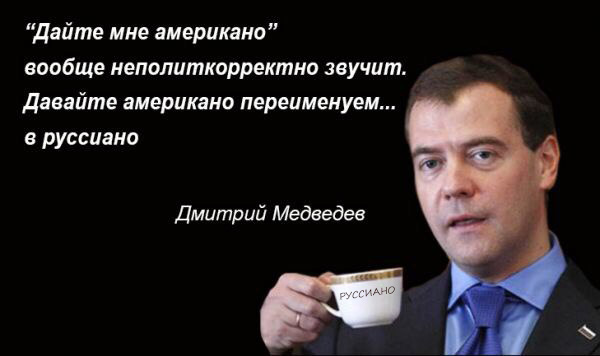 “Дайте мне американо”
вообще неполиткорректно звучит.
Давайте американо переименуем...
в руссиано
Дмитрий Медведев
РУССИАНО